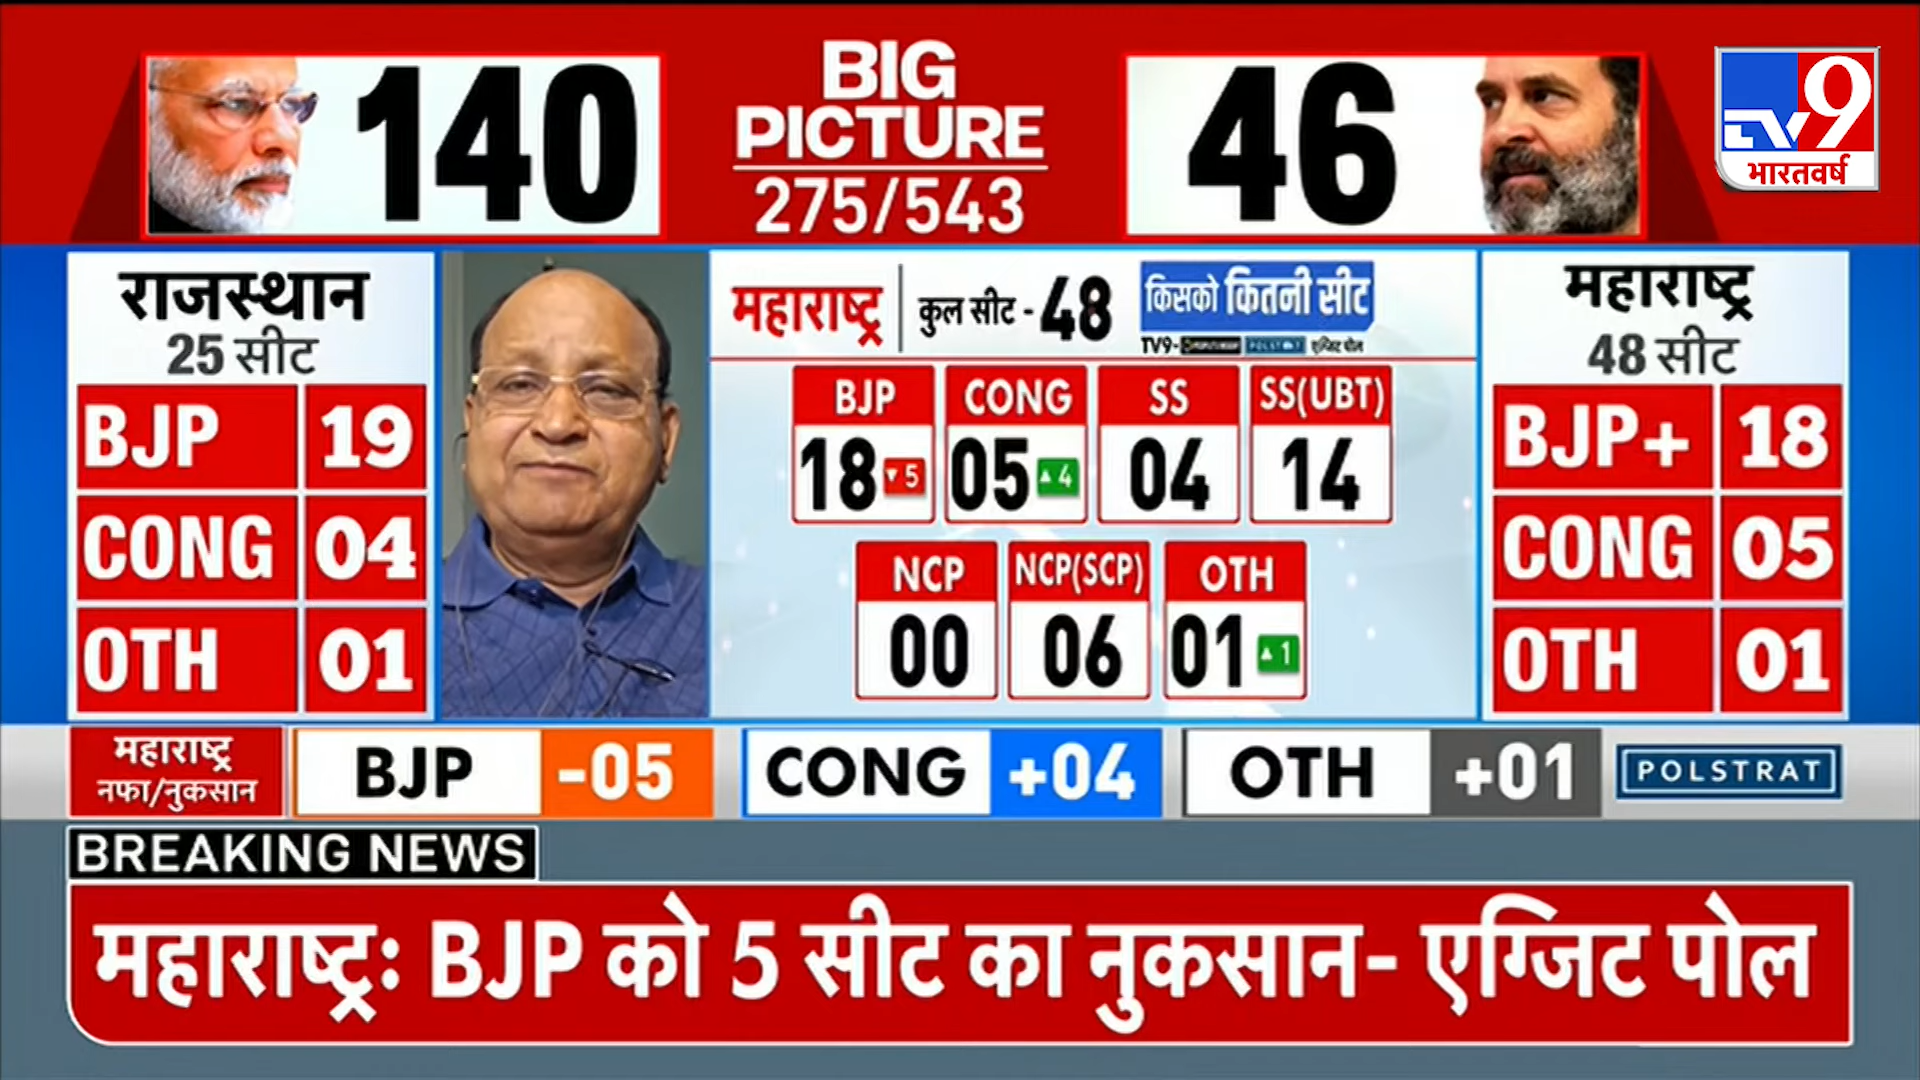 140
BIG
PICTURE
275/543
46
TV9
भारतवर्ष
राजस्थान
25 सीट
BJP 19
CONG 04
OTH 01
महाराष्ट्र कुल सीट - 48 किसको कितनी सीट
TV9- POLSTRAT एग्जिट पोल
BJP CONG SS SS(UBT)
18 ▼5 05 ▲4 04 14
NCP NCP(SCP) OTH
00 06 01 ▲1
महाराष्ट्र
48 सीट
BJP+ 18
CONG 05
OTH 01
महाराष्ट्र
नफा/नुकसान
BJP -05 CONG +04 OTH +01 POLSTRAT
BREAKING NEWS
महाराष्ट्र: BJP को 5 सीट का नुकसान- एग्जिट पोल